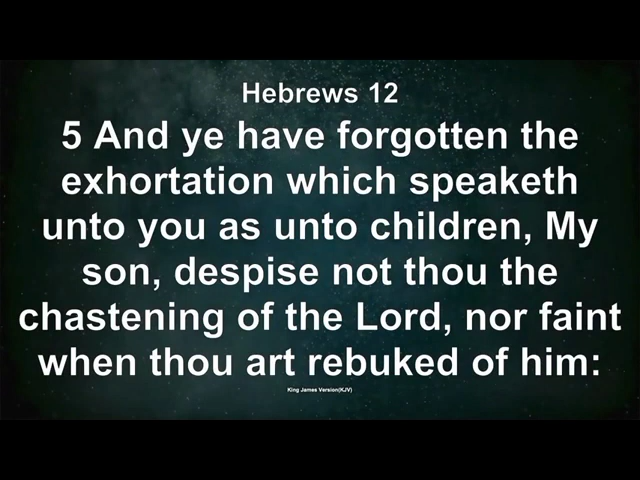 Hebrews 12
5 And ye have forgotten the
exhortation which speaketh
unto you as unto children, My
son, despise not thou the
chastening of the Lord, nor faint
when thou art rebuked of him:
King James Version(KJV)